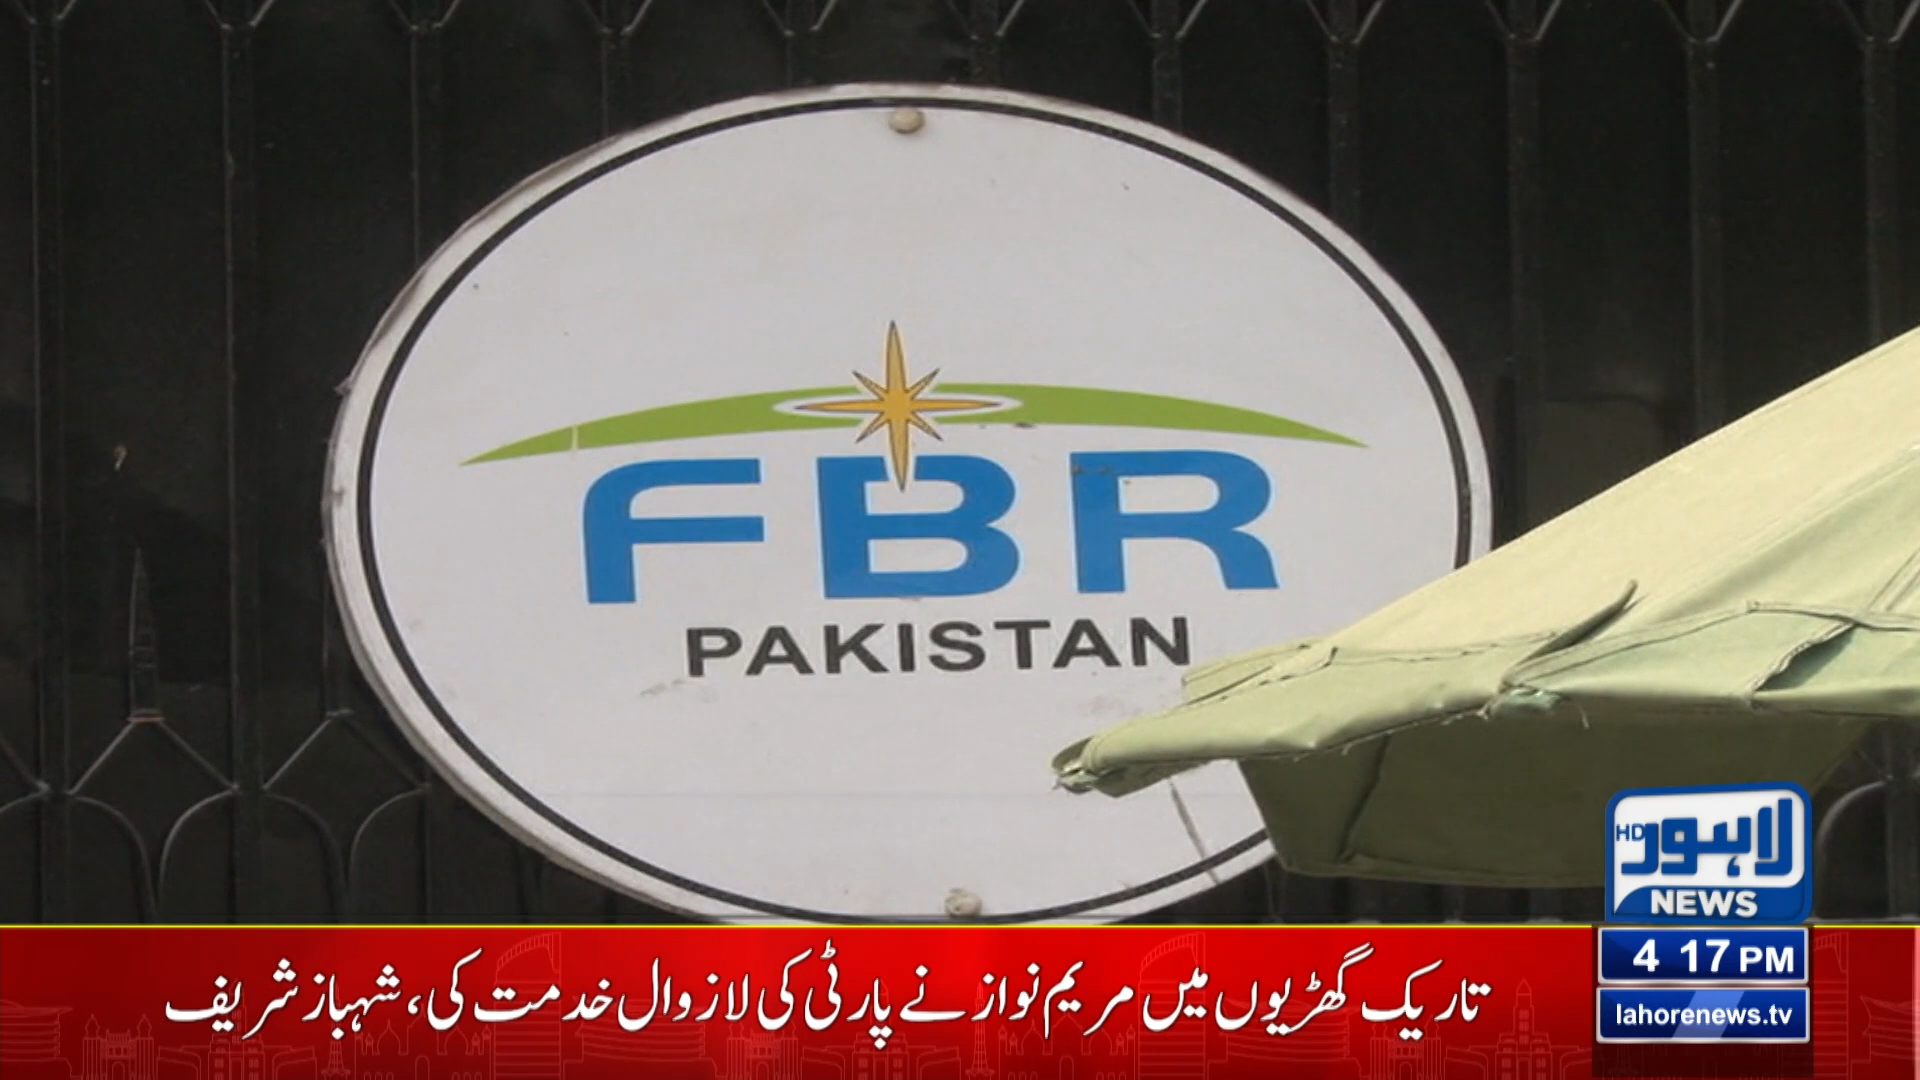 FBR
PAKISTAN
HD لاہور
NEWS
4 17 PM
lahorenews.tv
تاریک گھڑیوں میں مریم نواز نے پارٹی کی لازوال خدمت کی، شہباز شریف